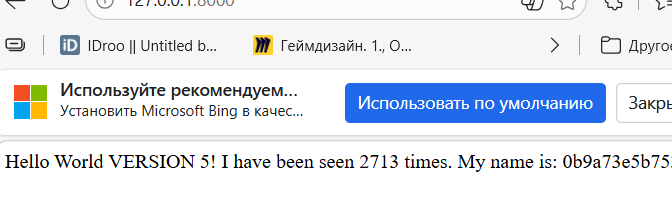 127.0.0.1:8000
IDroo || Untitled b...
Геймдизайн. 1., О...
Другое
Используйте рекомендуем...
Установить Microsoft Bing в качес...
Использовать по умолчанию
Закры
Hello World VERSION 5! I have been seen 2713 times. My name is: 0b9a73e5b75